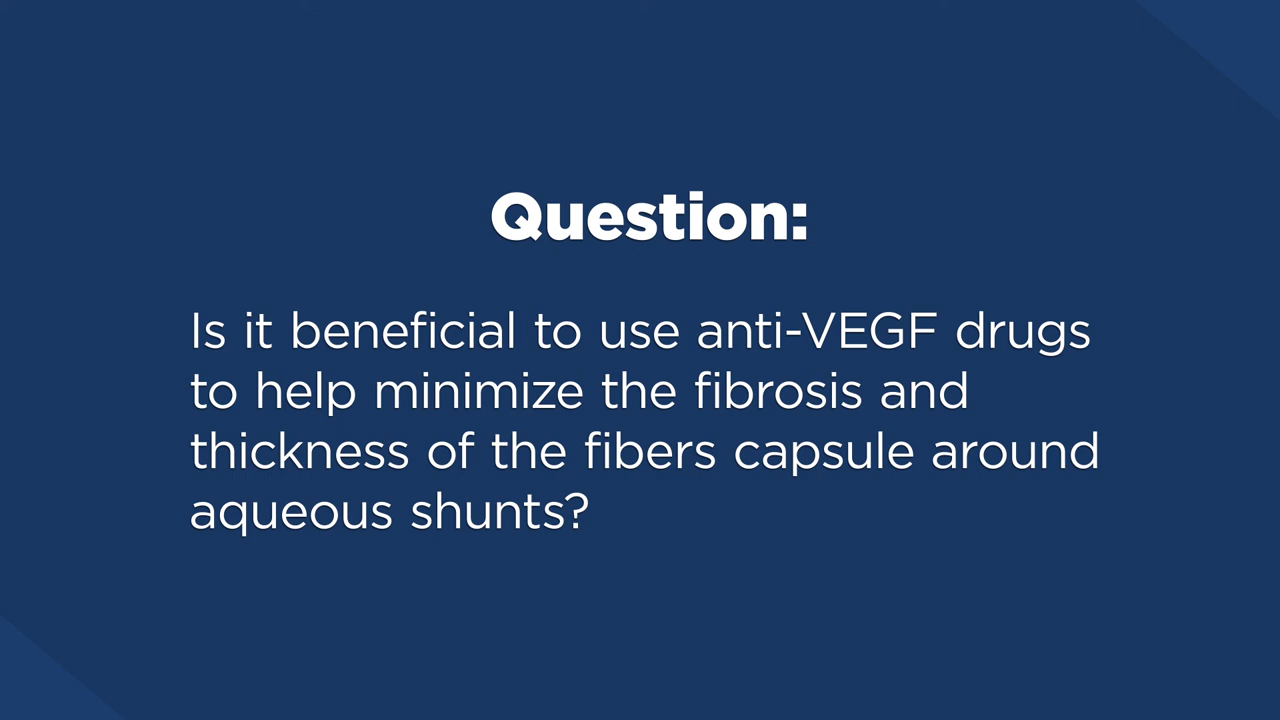 Question:
Is it beneficial to use anti-VEGF drugs
to help minimize the fibrosis and
thickness of the fibers capsule around
aqueous shunts?